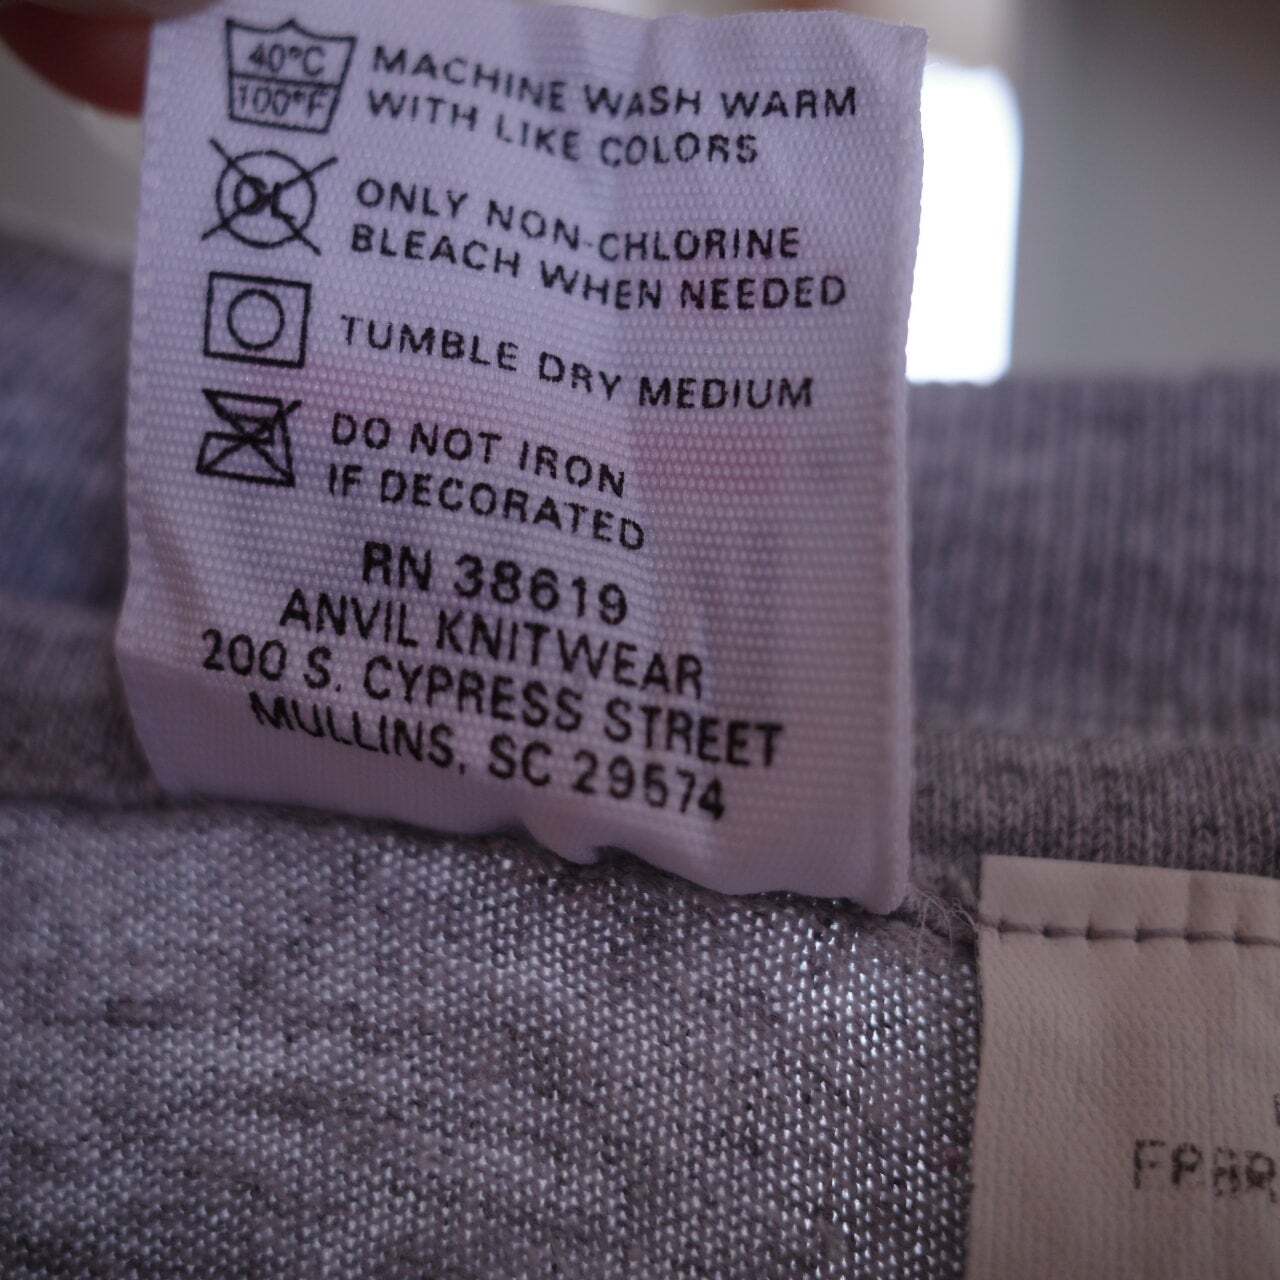 40°C
100°F
MACHINE WASH WARM
WITH LIKE COLORS
CL
ONLY NON-CHLORINE
BLEACH WHEN NEEDED
TUMBLE DRY MEDIUM
DO NOT IRON
IF DECORATED
RN 38619
ANVIL KNITWEAR
200 S. CYPRESS STREET
MULLINS, SC 29574